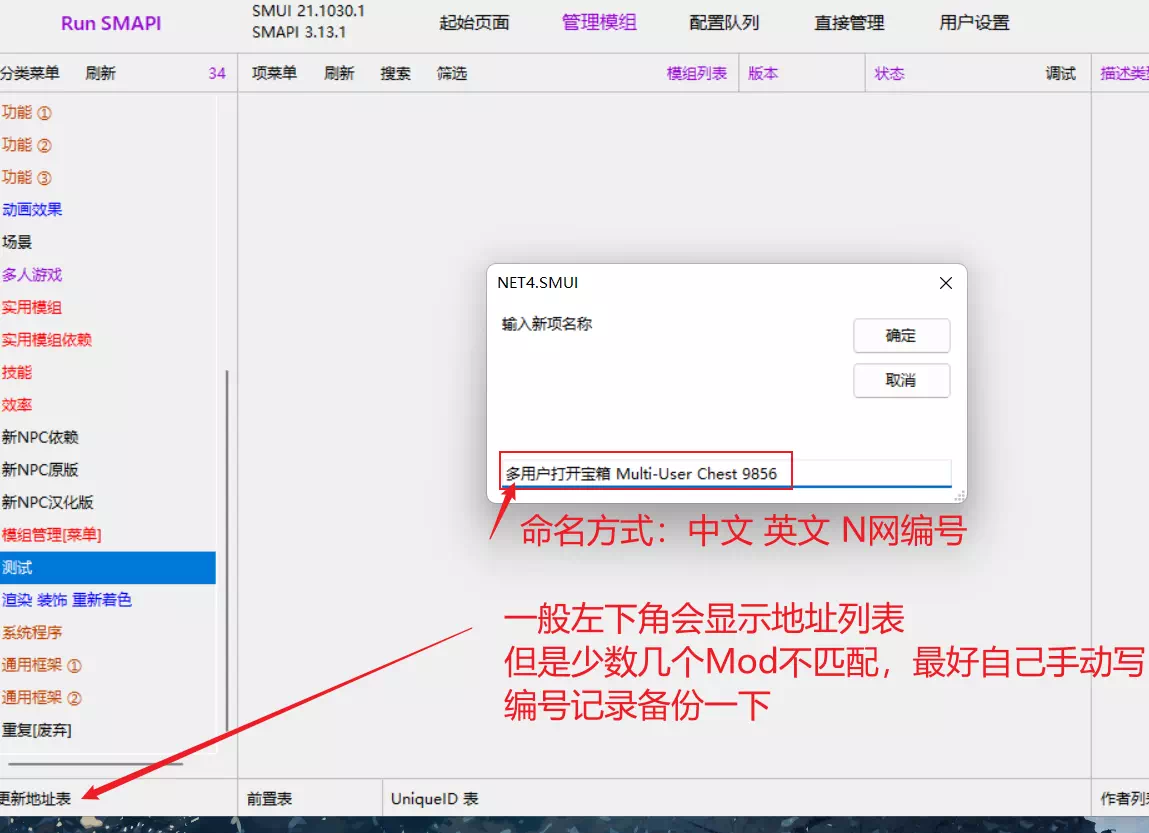 Run SMAPI
SMUI 21.1030.1
SMAPI 3.13.1
起始页面
管理模组
配置队列
直接管理
用户设置
分类菜单
刷新
34
项菜单
刷新
搜索
筛选
模组列表
版本
状态
调试
描述类型
功能 ①
功能 ②
功能 ③
动画效果
场景
多人游戏
实用模组
实用模组依赖
技能
效率
新NPC依赖
新NPC原版
新NPC汉化版
模组管理[菜单]
测试
渲染 装饰 重新着色
系统程序
通用框架 ①
通用框架 ②
重复[废弃]
NET4.SMUI
输入新项名称
确定
取消
多用户打开宝箱 Multi-User Chest 9856
命名方式：中文 英文 N网编号
一般左下角会显示地址列表
但是少数几个Mod不匹配，最好自己手动写
编号记录备份一下
更新地址表
前置表
UniqueID 表
作者列表